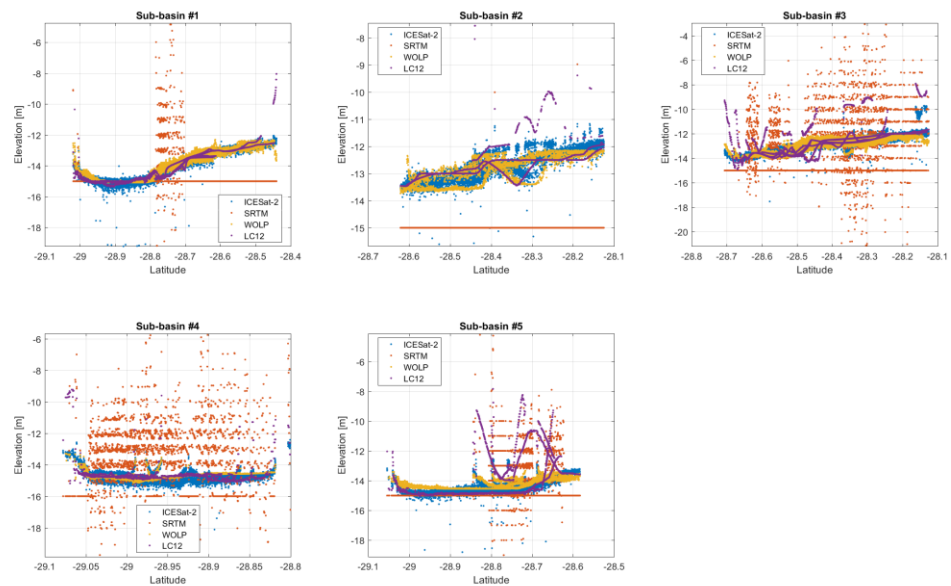 Sub-basin #1
Elevation [m]
-6
-8
-10
-12
-14
-16
-18
ICESat-2
SRTM
WOLP
LC12
-29.1 -29 -28.9 -28.8 -28.7 -28.6 -28.5 -28.4
Latitude
Sub-basin #2
Elevation [m]
-8
-9
-10
-11
-12
-13
-14
-15
ICESat-2
SRTM
WOLP
LC12
-28.7 -28.6 -28.5 -28.4 -28.3 -28.2 -28.1
Latitude
Sub-basin #3
Elevation [m]
-4
-6
-8
-10
-12
-14
-16
-18
-20
ICESat-2
SRTM
WOLP
LC12
-28.8 -28.7 -28.6 -28.5 -28.4 -28.3 -28.2 -28.1
Latitude
Sub-basin #4
Elevation [m]
-6
-8
-10
-12
-14
-16
-18
ICESat-2
SRTM
WOLP
LC12
-29.1 -29.05 -29 -28.95 -28.9 -28.85 -28.8
Latitude
Sub-basin #5
Elevation [m]
-6
-8
-10
-12
-14
-16
-18
ICESat-2
SRTM
WOLP
LC12
-29.1 -29 -28.9 -28.8 -28.7 -28.6 -28.5
Latitude